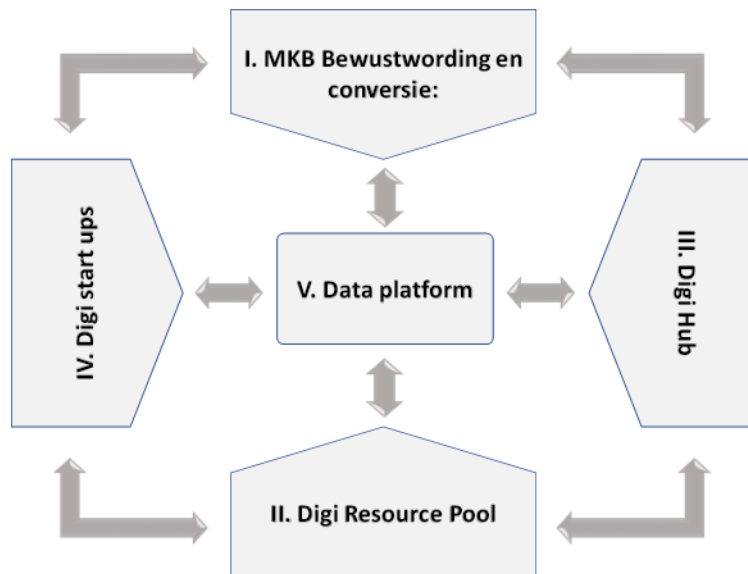 I. MKB Bewustwording en
conversie:
IV. Digi start ups
V. Data platform
III. Digi Hub
II. Digi Resource Pool